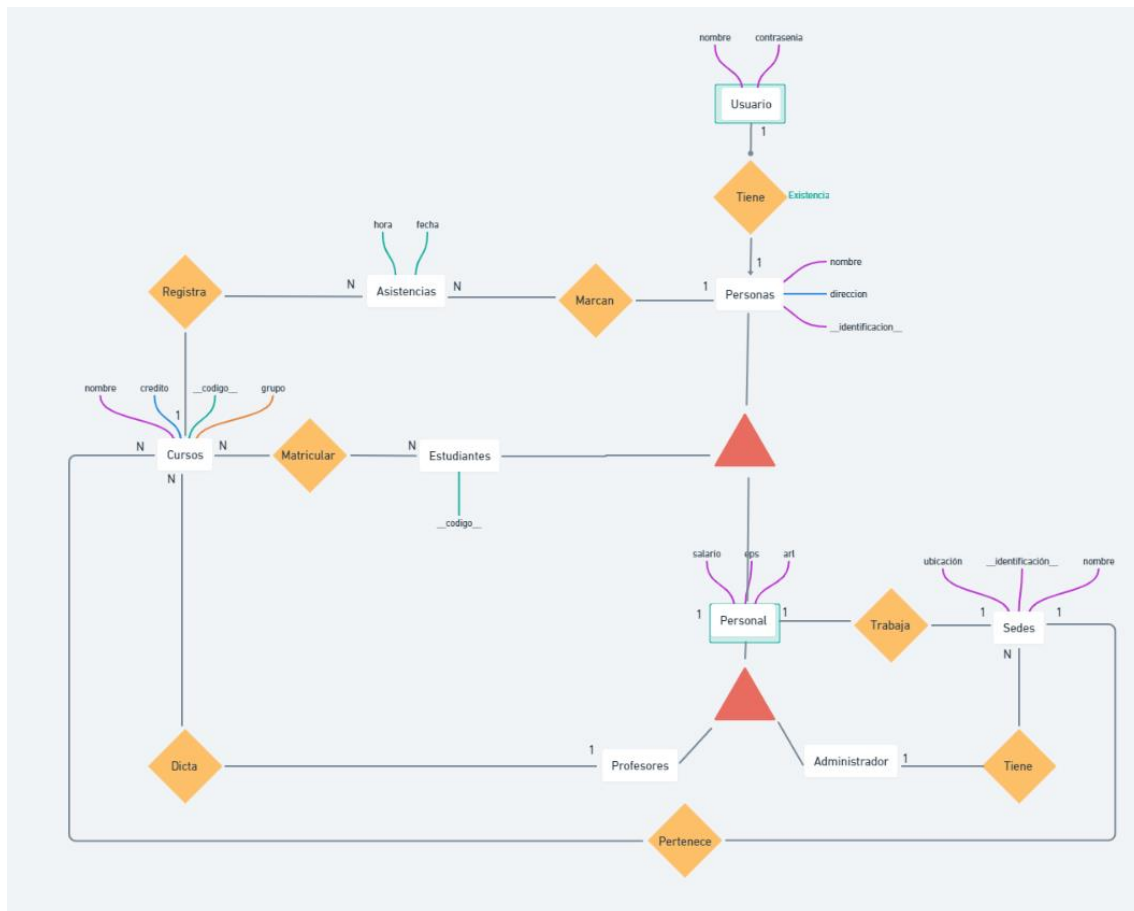 nombre contrasenia
Usuario
1
Tiene Existencia
1
hora fecha
Registra N Asistencias N Marcan 1 Personas
nombre
direccion
__identificacion__
nombre credito __codigo__ grupo
1
N Cursos N Matricular N Estudiantes
N
__codigo__
salario eps arl
ubicación __identificación__ nombre
1 Personal 1 Trabaja 1 Sedes 1
N
Dicta 1 Profesores Administrador 1 Tiene
Pertenece